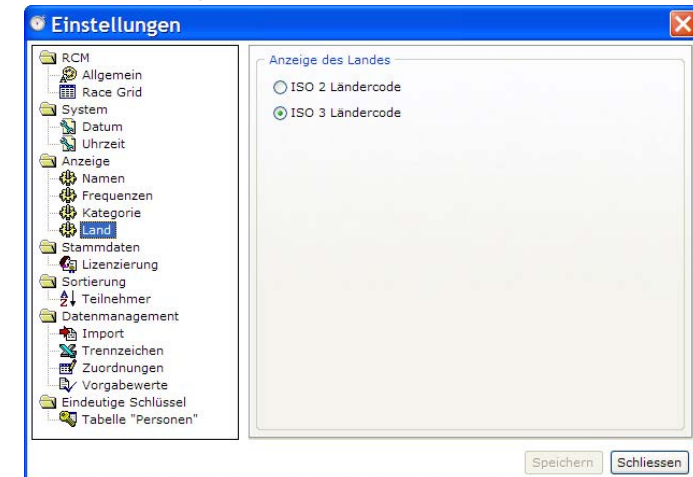 Einstellungen
RCM
Allgemein
Race Grid
System
Datum
Uhrzeit
Anzeige
Namen
Frequenzen
Kategorie
Land
Stammdaten
Lizenzierung
Sortierung
Teilnehmer
Datenmanagement
Import
Trennzeichen
Zuordnungen
Vorgabewerte
Eindeutige Schlüssel
Tabelle "Personen"
Anzeige des Landes
ISO 2 Ländercode
ISO 3 Ländercode
Speichern Schliessen